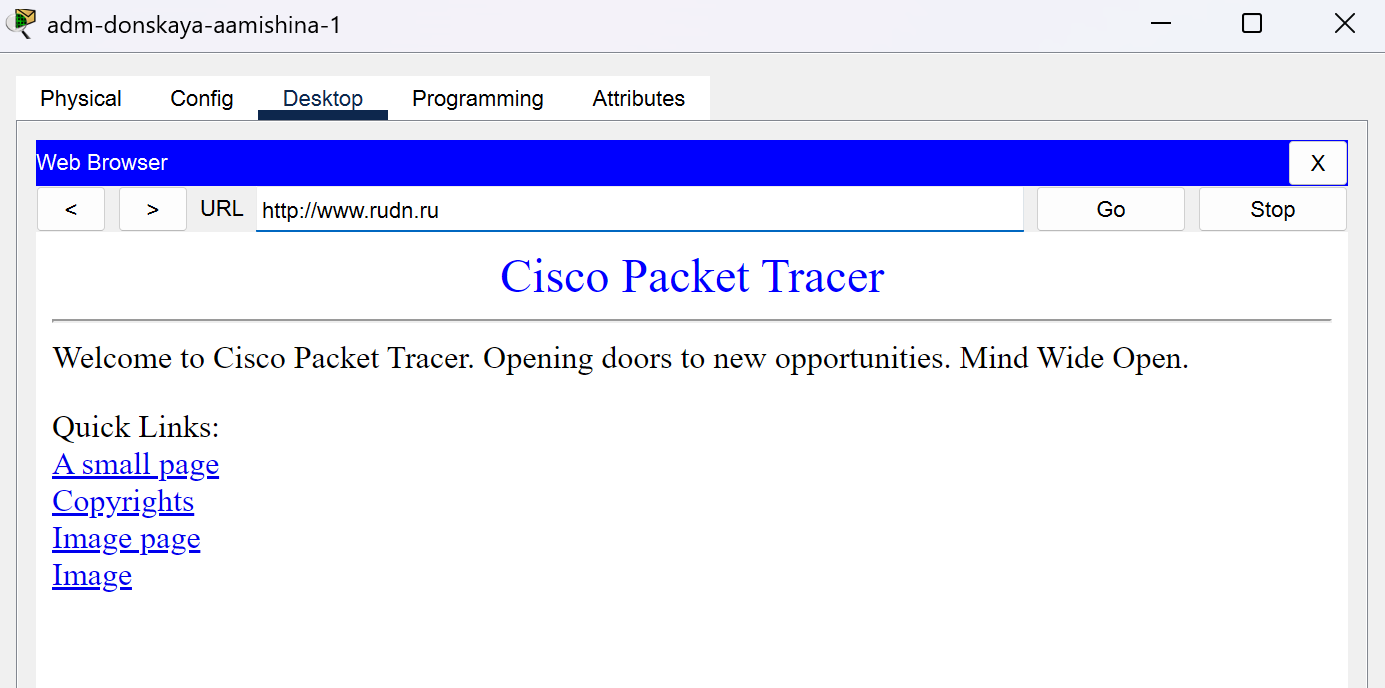 adm-donskaya-aamishina-1
Physical Config Desktop Programming Attributes
Web Browser X
< > URL http://www.rudn.ru Go Stop
Cisco Packet Tracer
Welcome to Cisco Packet Tracer. Opening doors to new opportunities. Mind Wide Open.
Quick Links:
A small page
Copyrights
Image page
Image